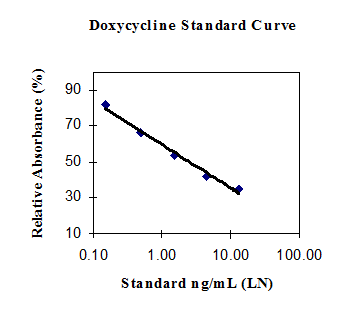 Doxycycline Standard Curve
Relative Absorbance (%)
90
70
50
30
10
0.10 1.00 10.00 100.00
Standard ng/mL (LN)